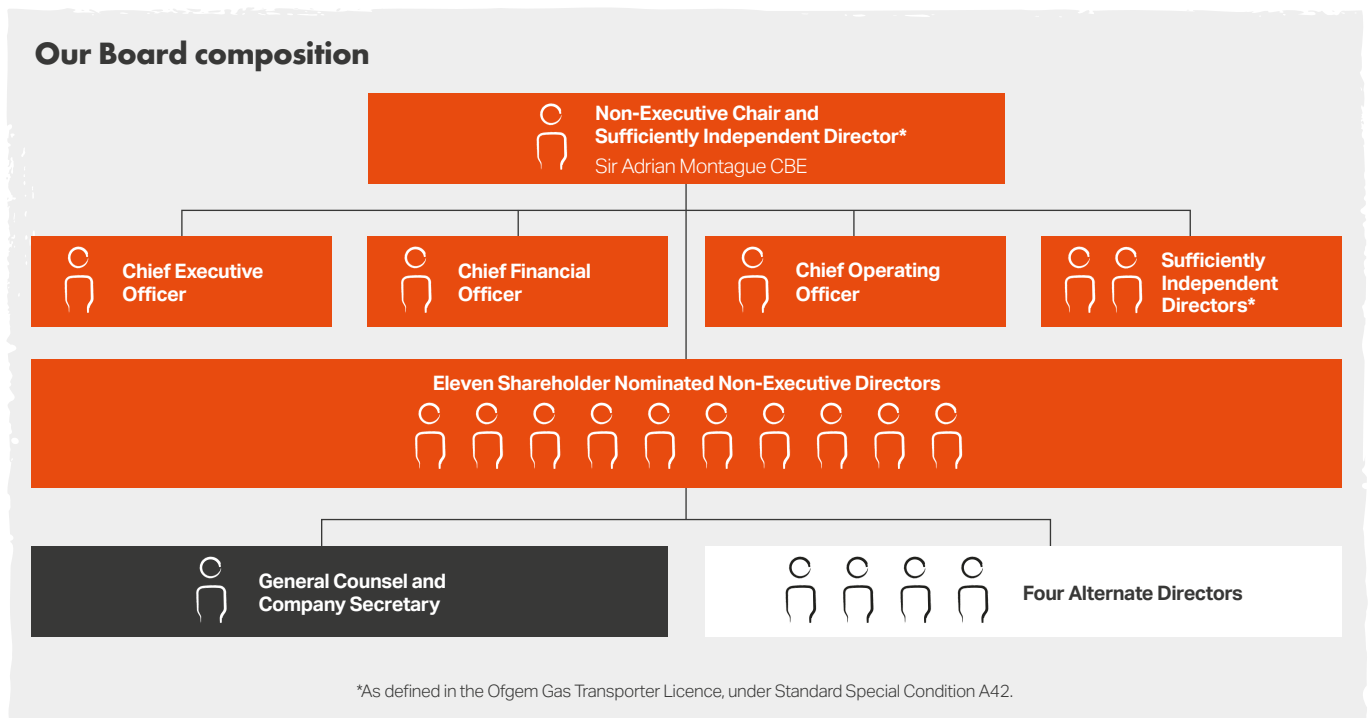 Our Board composition
Non-Executive Chair and
Sufficiently Independent Director*
Sir Adrian Montague CBE
Chief Executive
Officer
Chief Financial
Officer
Chief Operating
Officer
Sufficiently
Independent
Directors*
Eleven Shareholder Nominated Non-Executive Directors
General Counsel and
Company Secretary
Four Alternate Directors
*As defined in the Ofgem Gas Transporter Licence, under Standard Special Condition A42.